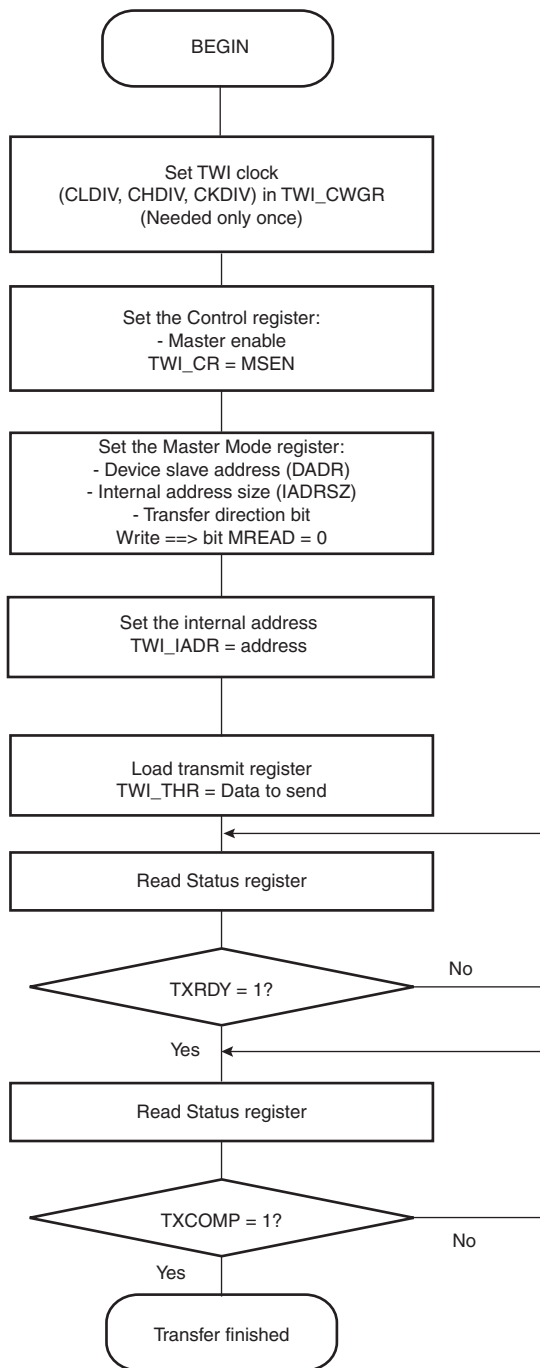 BEGIN
Set TWI clock
(CLDIV, CHDIV, CKDIV) in TWI_CWGR
(Needed only once)
Set the Control register:
- Master enable
TWI_CR = MSEN
Set the Master Mode register:
- Device slave address (DADR)
- Internal address size (IADRSZ)
- Transfer direction bit
Write ==> bit MREAD = 0
Set the internal address
TWI_IADR = address
Load transmit register
TWI_THR = Data to send
Read Status register
No
TXRDY = 1?
Yes
Read Status register
TXCOMP = 1?
No
Yes
Transfer finished